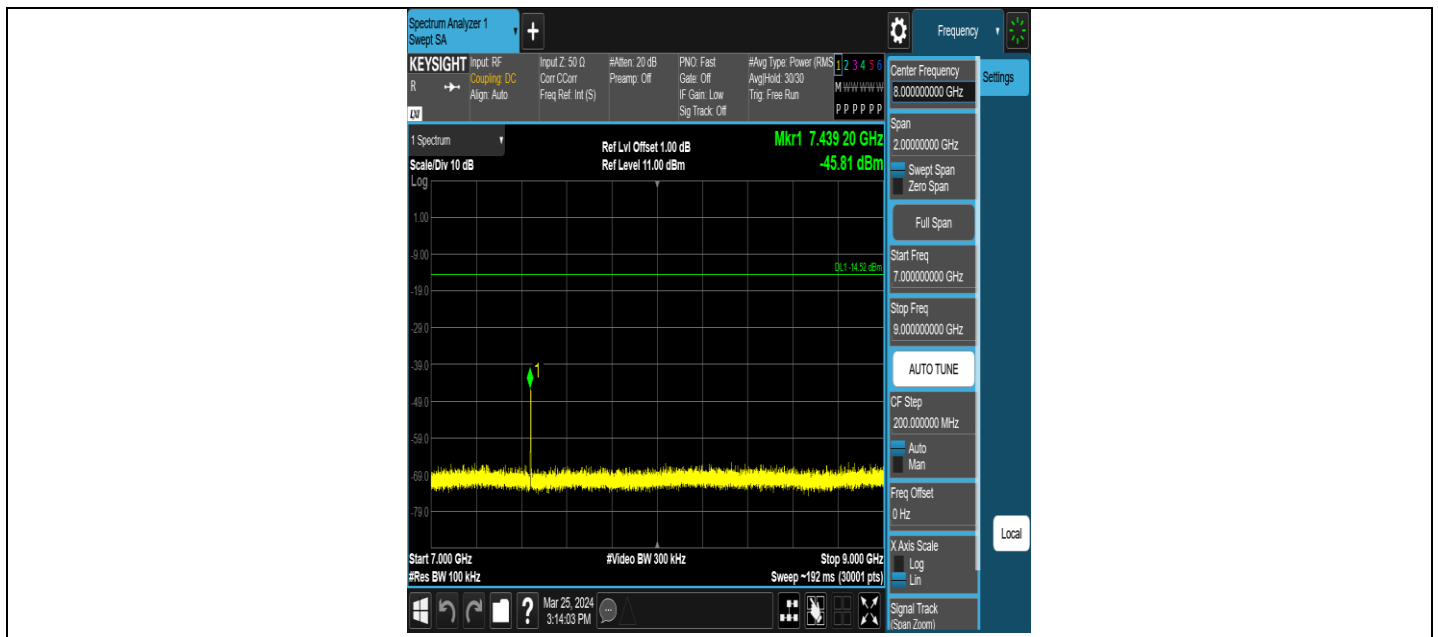 Spectrum Analyzer 1
Swept SA
+
Frequency
KEYSIGHT
R
LXI
Input: RF
Coupling: DC
Align: Auto
Input Z: 50 Ω
Corr CCorr
Freq Ref: Int (S)
#Atten: 20 dB
Preamp: Off
PNO: Fast
Gate: Off
IF Gain: Low
Sig Track: Off
#Avg Type: Power (RMS
Avg|Hold: 30/30
Trig: Free Run
1 2 3 4 5 6
M W W W W W
P P P P P P
1 Spectrum
Scale/Div 10 dB
Ref Lvl Offset 1.00 dB
Ref Level 11.00 dBm
Mkr1 7.439 20 GHz
-45.81 dBm
Log
1.00
-9.00
DL1 -14.52 dBm
-19.0
-29.0
-39.0
1
-49.0
-59.0
-69.0
-79.0
Start 7.000 GHz
#Video BW 300 kHz
Stop 9.000 GHz
#Res BW 100 kHz
Sweep ~192 ms (30001 pts)
?
Mar 25, 2024
3:14:03 PM
Center Frequency
8.000000000 GHz
Settings
Span
2.00000000 GHz
Swept Span
Zero Span
Full Span
Start Freq
7.000000000 GHz
Stop Freq
9.000000000 GHz
AUTO TUNE
CF Step
200.000000 MHz
Auto
Man
Freq Offset
0 Hz
X Axis Scale
Log
Lin
Signal Track
(Span Zoom)
Local